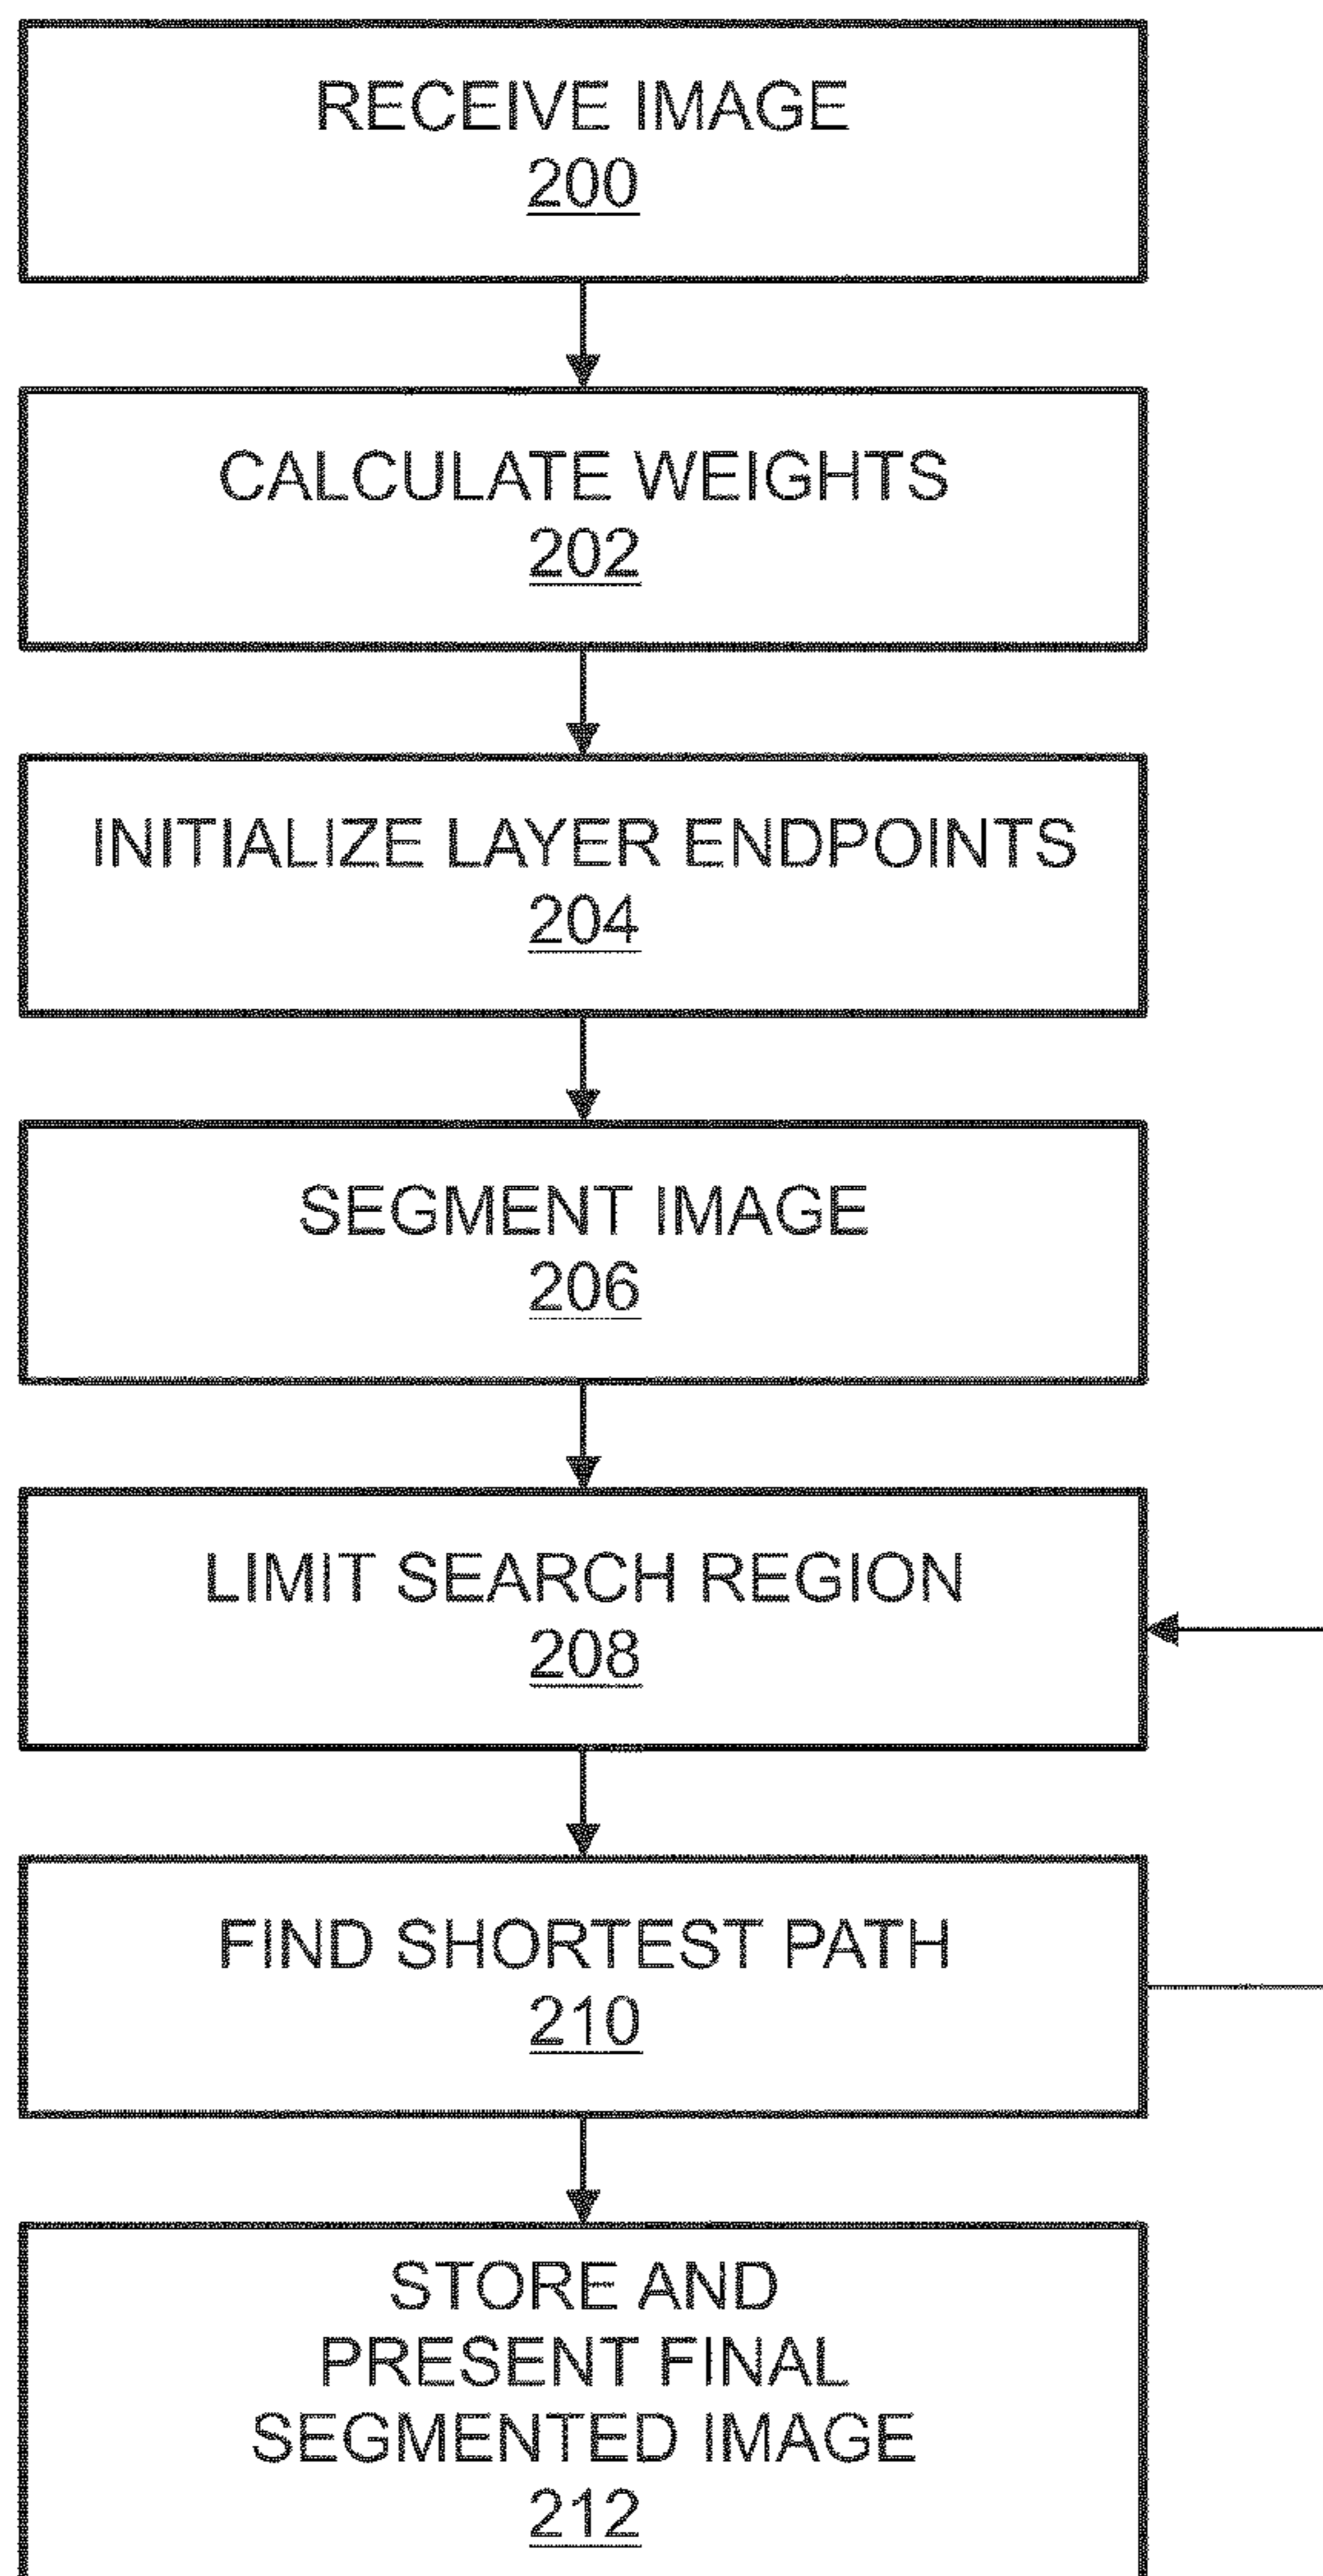 RECEIVE IMAGE
200
CALCULATE WEIGHTS
202
INITIALIZE LAYER ENDPOINTS
204
SEGMENT IMAGE
206
LIMIT SEARCH REGION
208
FIND SHORTEST PATH
210
STORE AND
PRESENT FINAL
SEGMENTED IMAGE
212